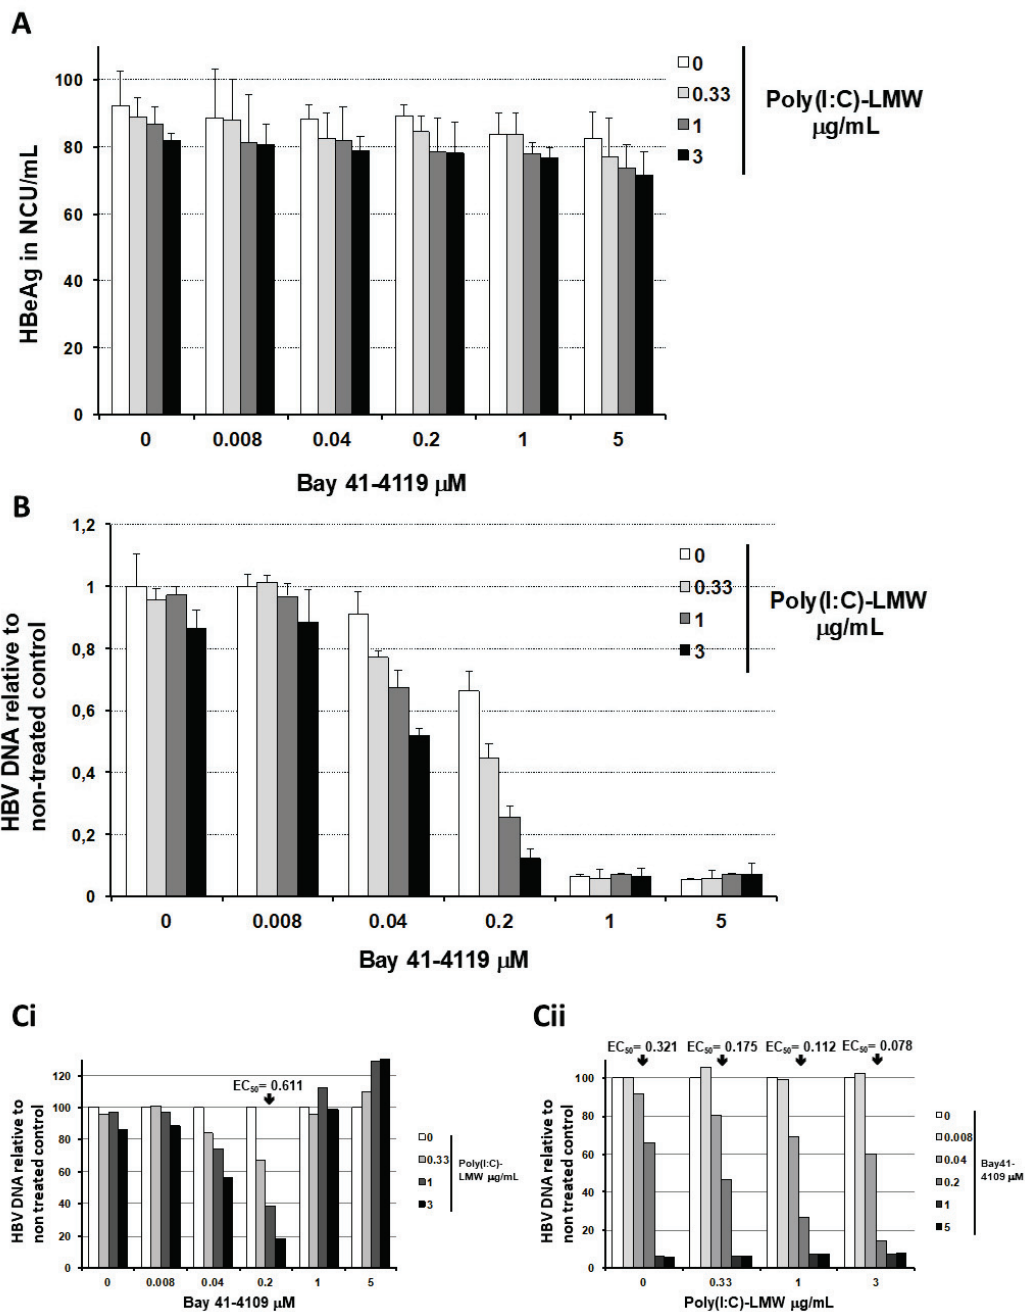 A
HBeAg in NCU/mL
100
80
60
40
20
0
0
0.008
0.04
0.2
1
5
Bay 41-4119 μM
0
0.33
1
3
Poly(I:C)-LMW
μg/mL
B
HBV DNA relative to
non-treated control
1,2
1
0,8
0,6
0,4
0,2
0
0
0.008
0.04
0.2
1
5
Bay 41-4119 μM
0
0.33
1
3
Poly(I:C)-LMW
μg/mL
Ci
HBV DNA relative to
non treated control
120
100
80
60
40
20
0
EC50= 0.611
0
0.008
0.04
0.2
1
5
Bay 41-4109 μM
0
0.33
1
3
Poly(I:C)-
LMW μg/mL
Cii
HBV DNA relative to
non treated control
100
80
60
40
20
0
EC50= 0.321
EC50= 0.175
EC50= 0.112
EC50= 0.078
0
0.33
1
3
Poly(I:C)-LMW μg/mL
0
0.008
0.04
0.2
1
5
Bay41-
4109 μM